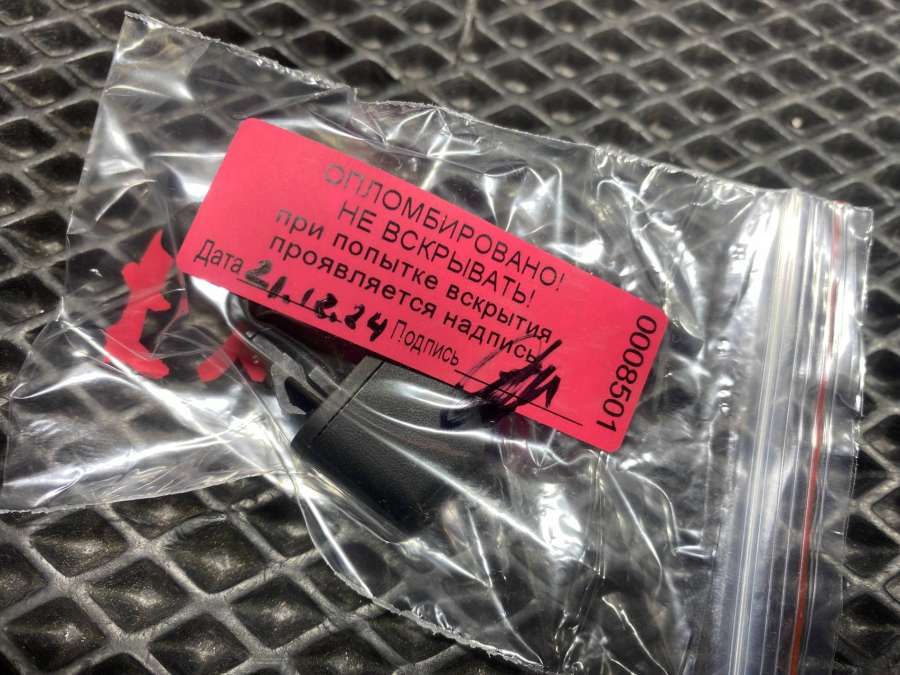 ОПЛОМБИРОВАНО!
НЕ ВСКРЫВАТЬ!
при попытке вскрытия
проявляется надпись
Дата 21.12.24 Подпись
0008501